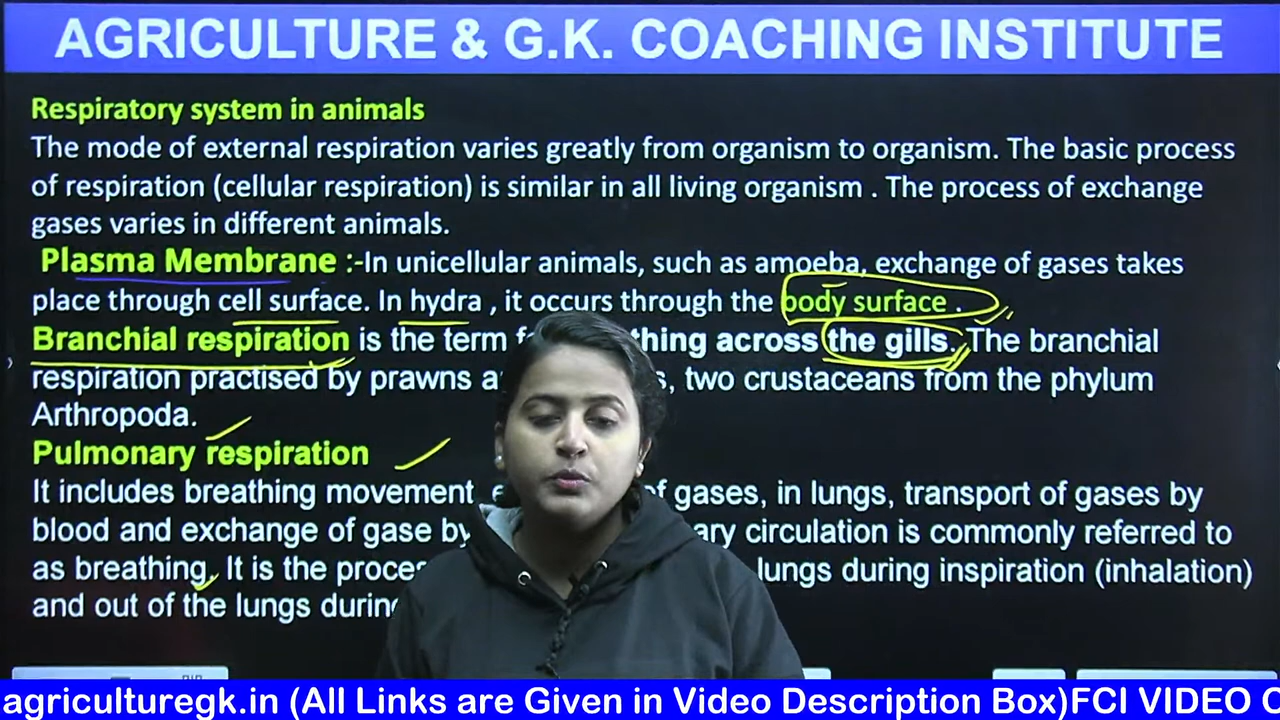 AGRICULTURE & G.K. COACHING INSTITUTE
Respiratory system in animals
The mode of external respiration varies greatly from organism to organism. The basic process
of respiration (cellular respiration) is similar in all living organism . The process of exchange
gases varies in different animals.
Plasma Membrane :-In unicellular animals, such as amoeba, exchange of gases takes
place through cell surface. In hydra , it occurs through the body surface .
Branchial respiration is the term across the gills. The branchial
respiration practised by prawns two crustaceans from the phylum
Arthropoda.
Pulmonary respiration
It includes breathing movement, of gases, in lungs, transport of gases by
blood and exchange of gase by circulation is commonly referred to
as breathing. It is the lungs during inspiration (inhalation)
and out of the lungs
agriculturegk.in (All Links are Given in Video Description Box)FCI VIDEO